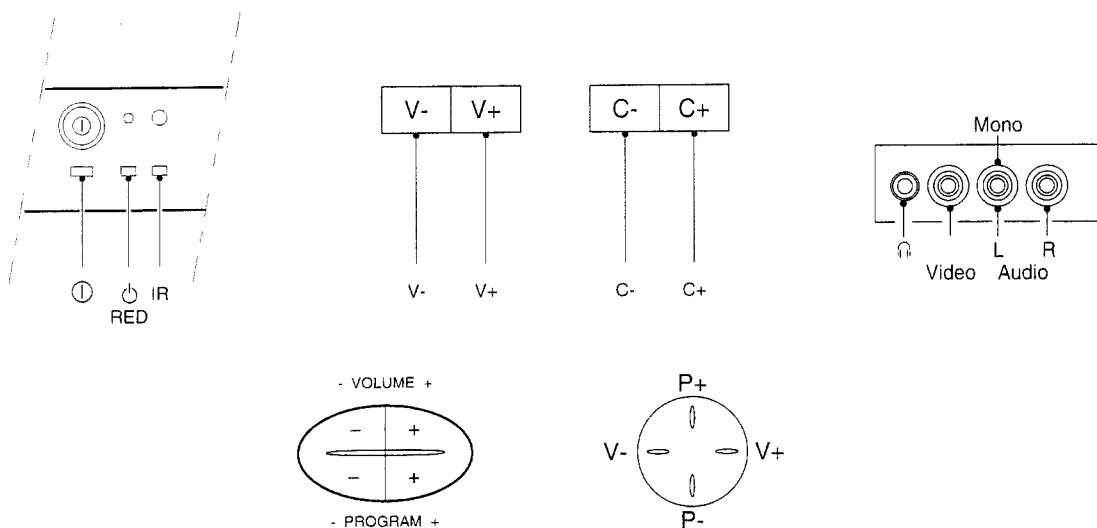 V- V+
C- C+
Mono
IR
RED
V- V+
C- C+
L R
Video Audio
- VOLUME +
- +
- +
- PROGRAM +
P+
V- V+
P-